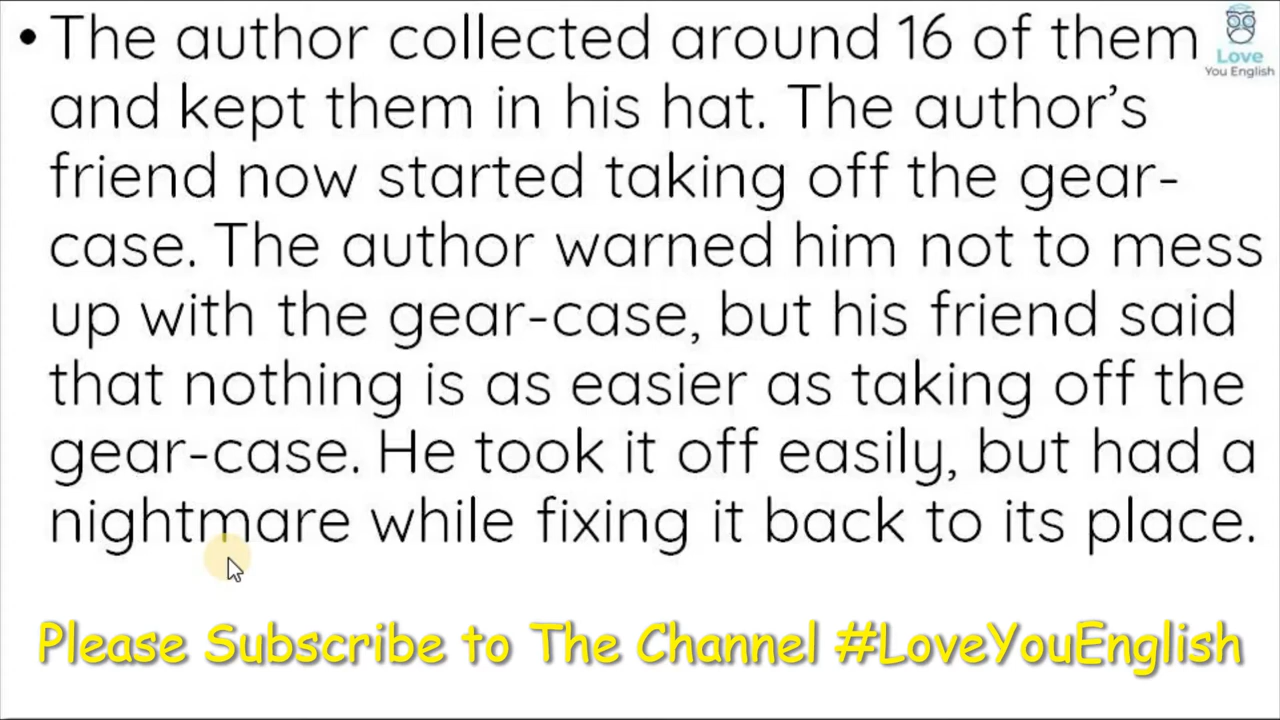 • The author collected around 16 of them
and kept them in his hat. The author’s
friend now started taking off the gear-
case. The author warned him not to mess
up with the gear-case, but his friend said
that nothing is as easier as taking off the
gear-case. He took it off easily, but had a
nightmare while fixing it back to its place.
Love
You English
Please Subscribe to The Channel #LoveYouEnglish